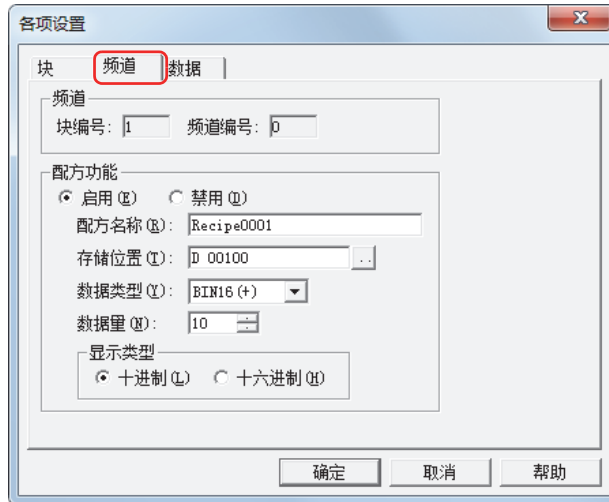 各项设置
块 频道 数据
频道
块编号: 1 频道编号: 0
配方功能
启用(E) 禁用(D)
配方名称(R): Recipe0001
存储位置(T): D 00100 ..
数据类型(Y): BIN16(+)
数据量(N): 10
显示类型
十进制(L) 十六进制(H)
确定 取消 帮助